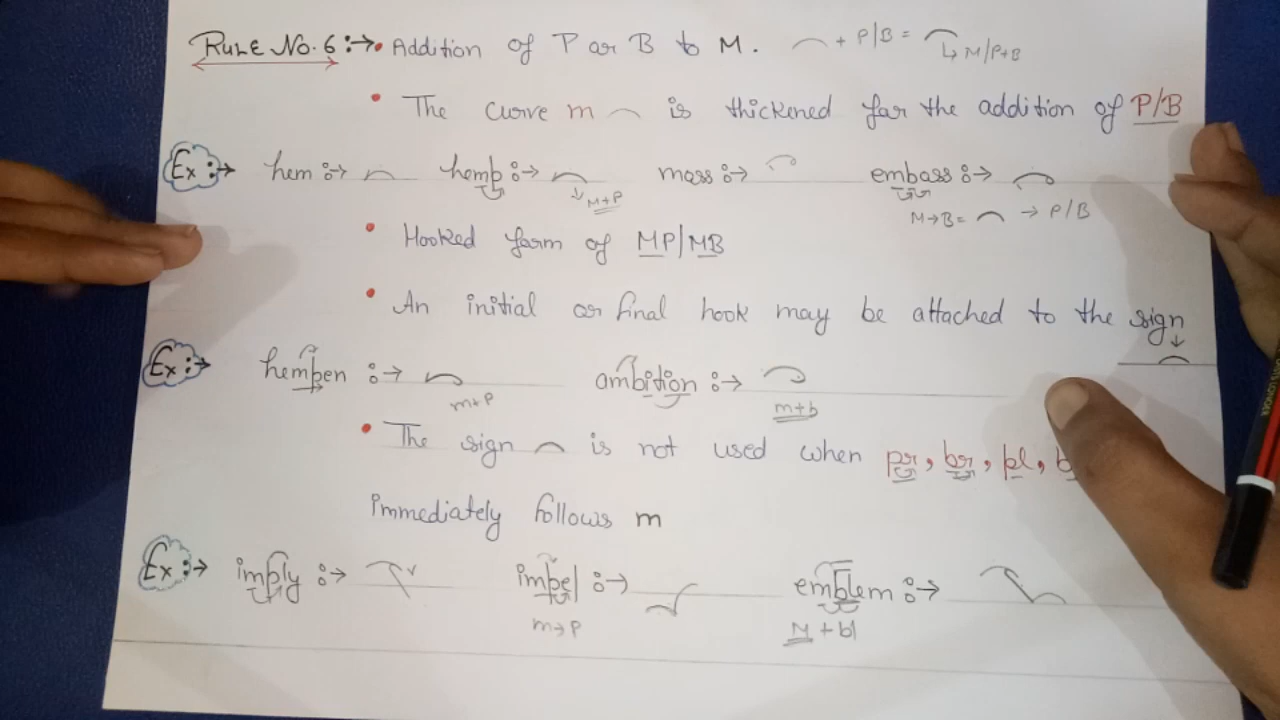 RULE NO. 6 :→ • Addition of P or B to M. + P/B = ↳ M/P+B
• The curve m is thickened for the addition of P/B
Ex :→ hem :→ hemp :→ mass :→ emboss :→
↓ M+P M→B = → P/B
• Hooked form of MP/MB
• An initial or final hook may be attached to the sign ↓
Ex :→ hempen :→ ambition :→
m+p m+b
• The sign is not used when pr, br, pl,
immediately follows m
Ex :→ imply :→ impel :→ emblem :→
m→p M + bl